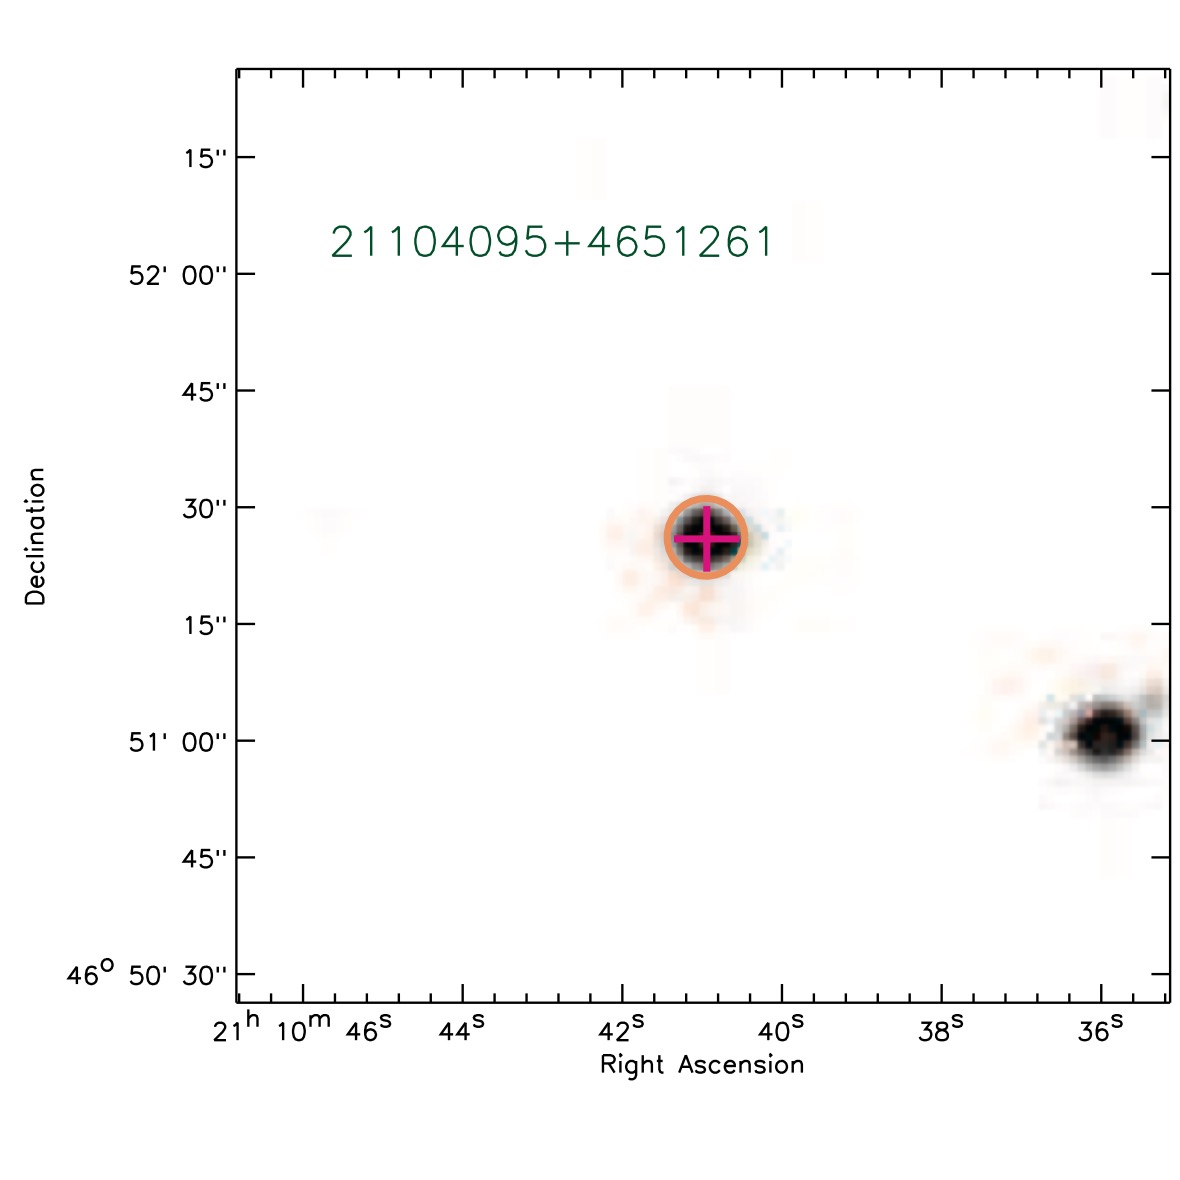 21104095+4651261
15"
52' 00"
45"
30"
15"
51' 00"
45"
46° 50' 30"
Declination
21h 10m 46s 44s 42s 40s 38s 36s
Right Ascension